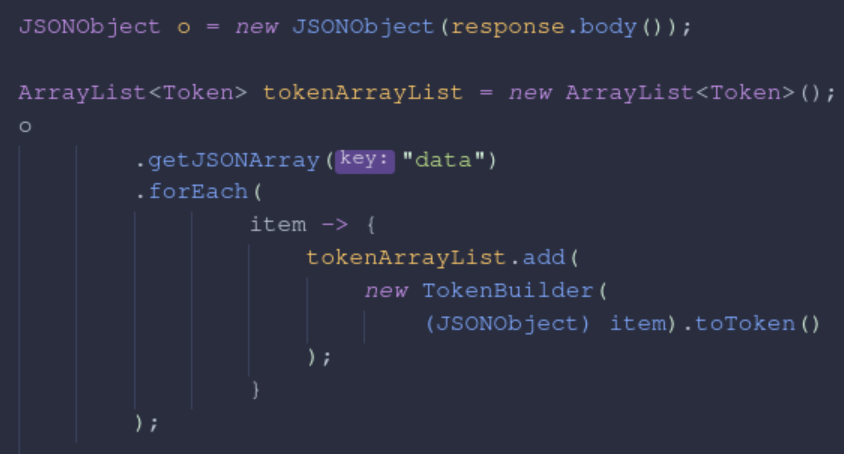 JSONObject o = new JSONObject(response.body());
ArrayList<Token> tokenArrayList = new ArrayList<Token>();
o
.getJSONArray(key: "data")
.forEach(
item -> {
tokenArrayList.add(
new TokenBuilder(
(JSONObject) item).toToken()
);
}
);